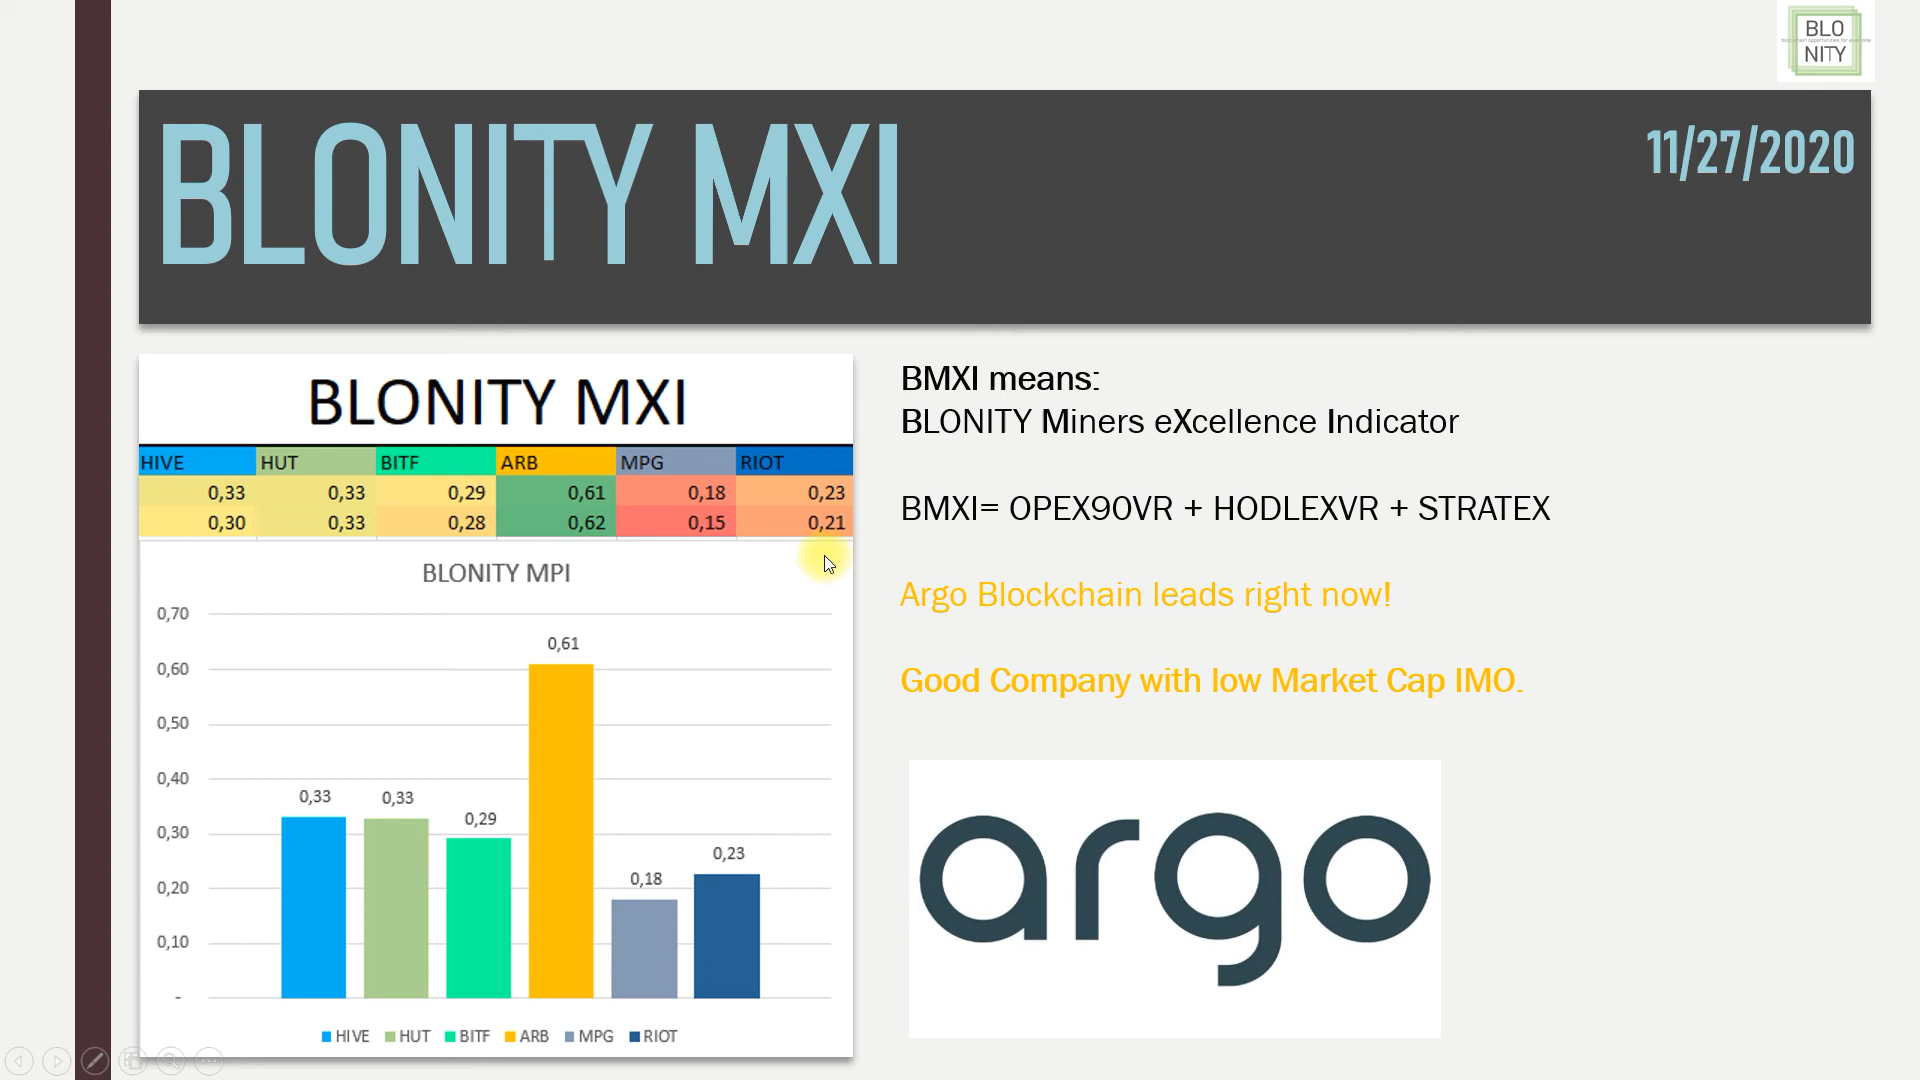 BLO
NITY
BLONITY MXI
11/27/2020
BLONITY MXI
HIVE HUT BITF ARB MPG RIOT
0,33 0,33 0,29 0,61 0,18 0,23
0,30 0,33 0,28 0,62 0,15 0,21
BLONITY MPI
0,70
0,60
0,50
0,40
0,30
0,20
0,10
-
0,33
0,33
0,29
0,61
0,18
0,23
HIVE HUT BITF ARB MPG RIOT
BMXI means:
BLONITY Miners eXcellence Indicator
BMXI= OPEX90VR + HODLEXVR + STRATEX
Argo Blockchain leads right now!
Good Company with low Market Cap IMO.
argo